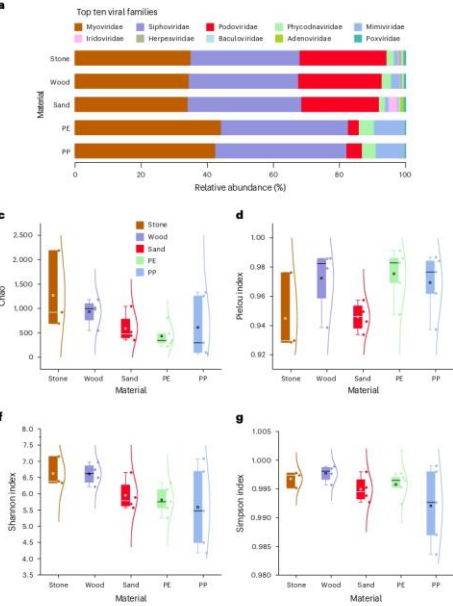 a
Top ten viral families
Myoviridae Siphoviridae Podoviridae Phycodnaviridae Mimiviridae
Iridoviridae Herpesviridae Baculoviridae Adenoviridae Poxviridae
Material
Stone
Wood
Sand
PE
PP
0 20 40 60 80 100
Relative abundance (%)
c
Chao
2,500
2,000
1,500
1,000
500
0
Stone
Wood
Sand
PE
PP
Stone Wood Sand PE PP
Material
d
Pielou index
1.00
0.98
0.96
0.94
0.92
Stone Wood Sand PE PP
Material
f
Shannon index
8.0
7.5
7.0
6.5
6.0
5.5
5.0
4.5
4.0
3.5
Stone Wood Sand PE PP
Material
g
Simpson index
1.005
1.000
0.995
0.990
0.985
0.980
Stone Wood Sand PE PP
Material